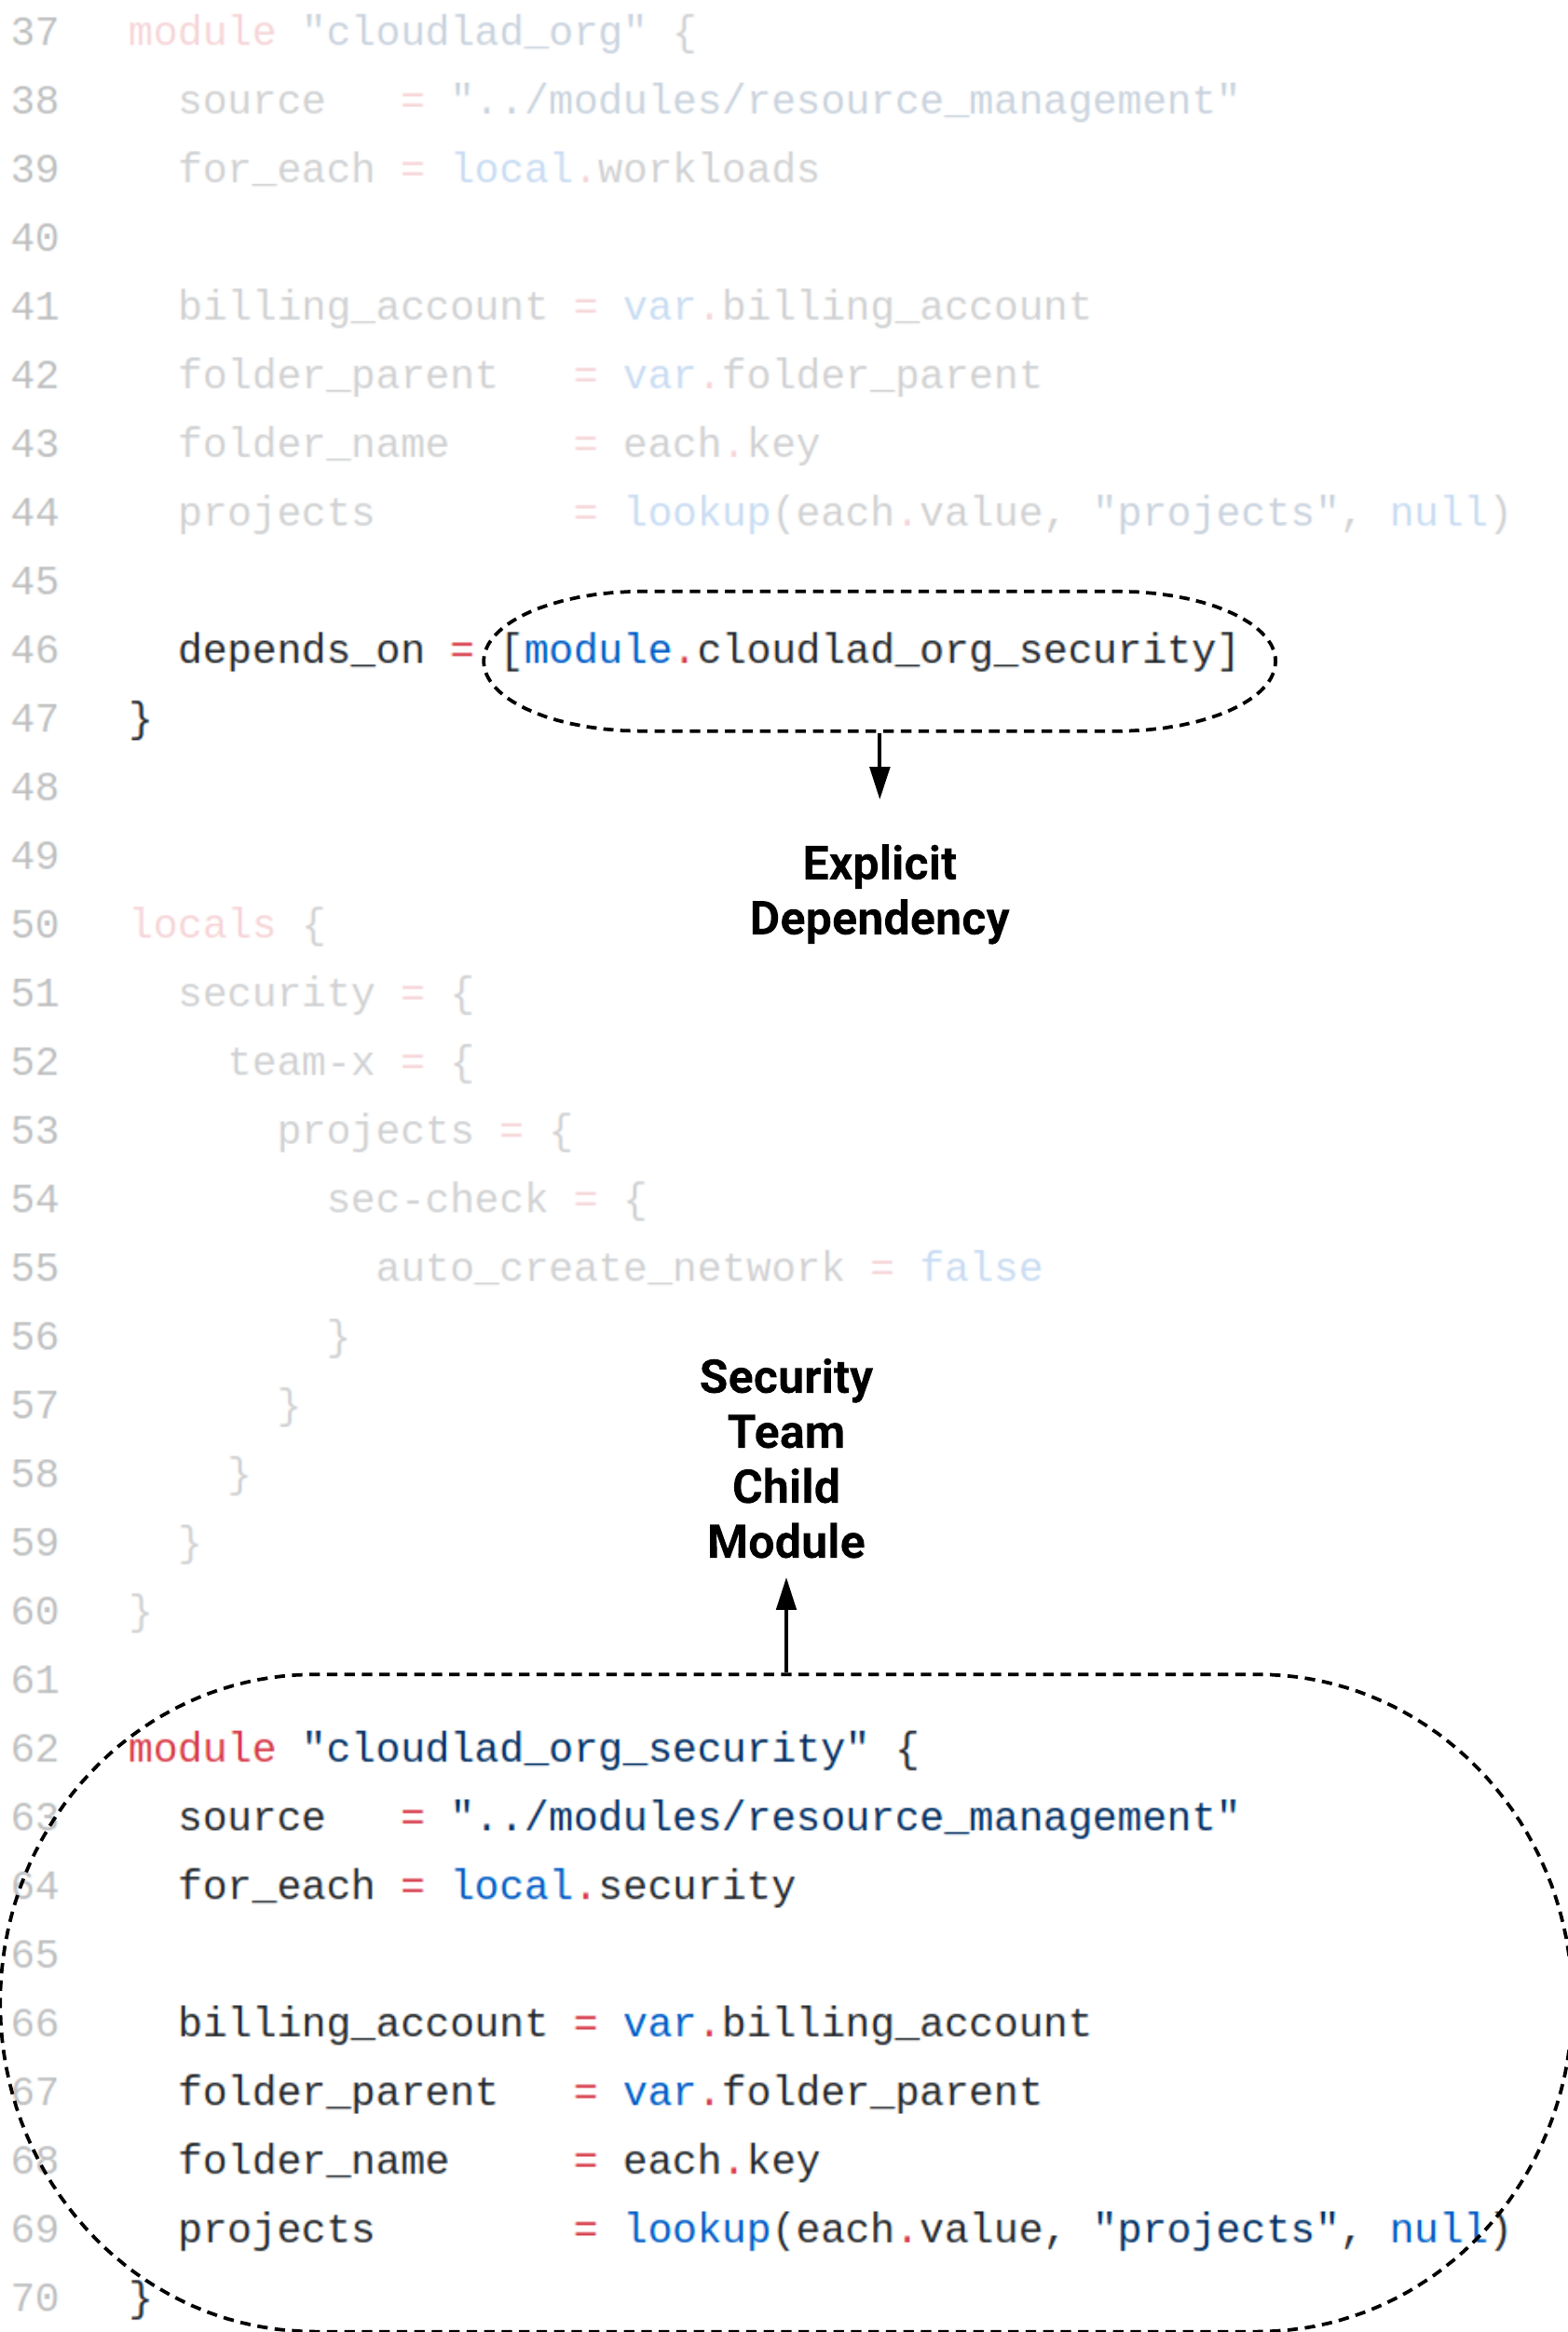 37 module "cloudlad_org" {
38 source = "../modules/resource_management"
39 for_each = local.workloads
40
41 billing_account = var.billing_account
42 folder_parent = var.folder_parent
43 folder_name = each.key
44 projects = lookup(each.value, "projects", null)
45
46 depends_on = [module.cloudlad_org_security]
47 }
48
Explicit
49
Dependency
50 locals {
51 security = {
52 team-x = {
53 projects = {
54 sec-check = {
55 auto_create_network = false
56 }
Security
57 }
Team
58 }
Child
59 }
Module
60 }
61
62 module "cloudlad_org_security" {
63 source = "../modules/resource_management"
64 for_each = local.security
65
66 billing_account = var.billing_account
67 folder_parent = var.folder_parent
68 folder_name = each.key
69 projects = lookup(each.value, "projects", null)
70 }